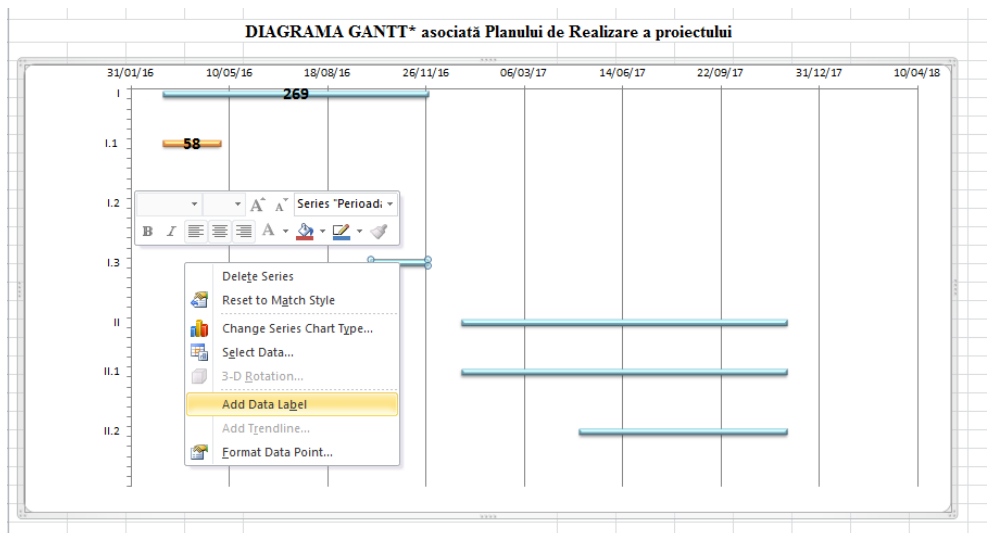 DIAGRAMA GANTT* asociată Planului de Realizare a proiectului
31/01/16 10/05/16 18/08/16 26/11/16 06/03/17 14/06/17 22/09/17 31/12/17 10/04/18
I 269
I.1 58
I.2 A A Series "Perioadi
B I A
I.3
Delete Series
Reset to Match Style
II Change Series Chart Type...
Select Data...
II.1 3-D Rotation...
Add Data Label
II.2 Add Trendline...
Format Data Point...